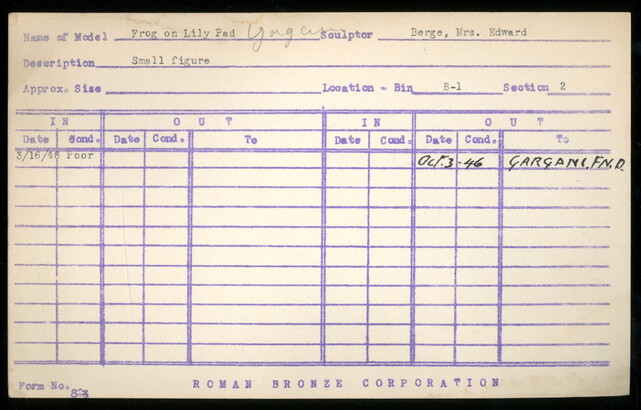 Name of Model Frog on Lily Pad Sculptor Berge, Mrs. Edward
Description Small figure
Approx. Size Location - Bin B-1 Section 2
IN OUT IN OUT
Date Cond. Date Cond. To Date Cond. Date Cond. To
3/16/46 Poor Oct. 3-46 GARGANI, FND.
Form No. 823
ROMAN BRONZE CORPORATION